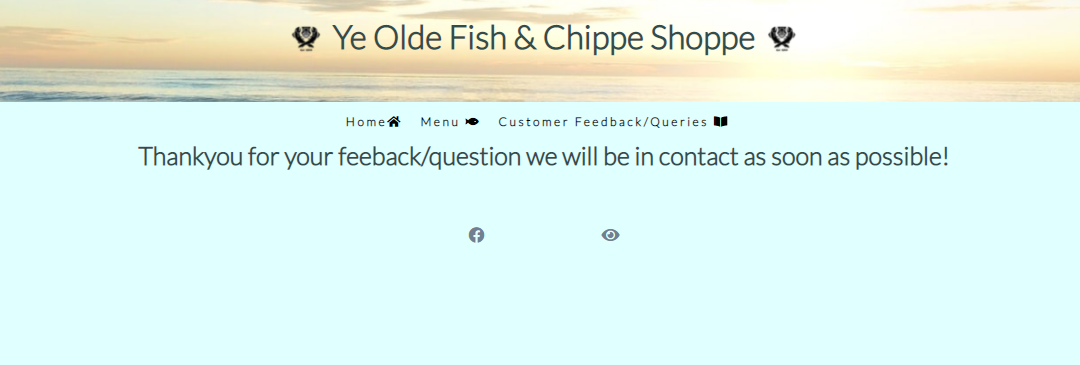 Ye Olde Fish & Chippe Shoppe
Home Menu Customer Feedback/Queries
Thankyou for your feeback/question we will be in contact as soon as possible!